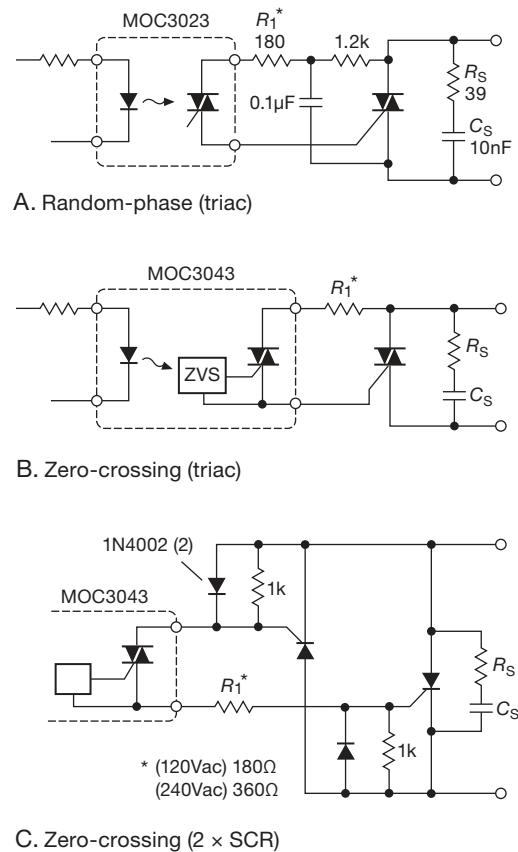 MOC3023
R1*
180
1.2k
0.1µF
RS
39
CS
10nF
A. Random-phase (triac)
MOC3043
R1*
ZVS
RS
CS
B. Zero-crossing (triac)
1N4002 (2)
MOC3043
1k
R1*
RS
CS
1k
* (120Vac) 180Ω
(240Vac) 360Ω
C. Zero-crossing (2 × SCR)